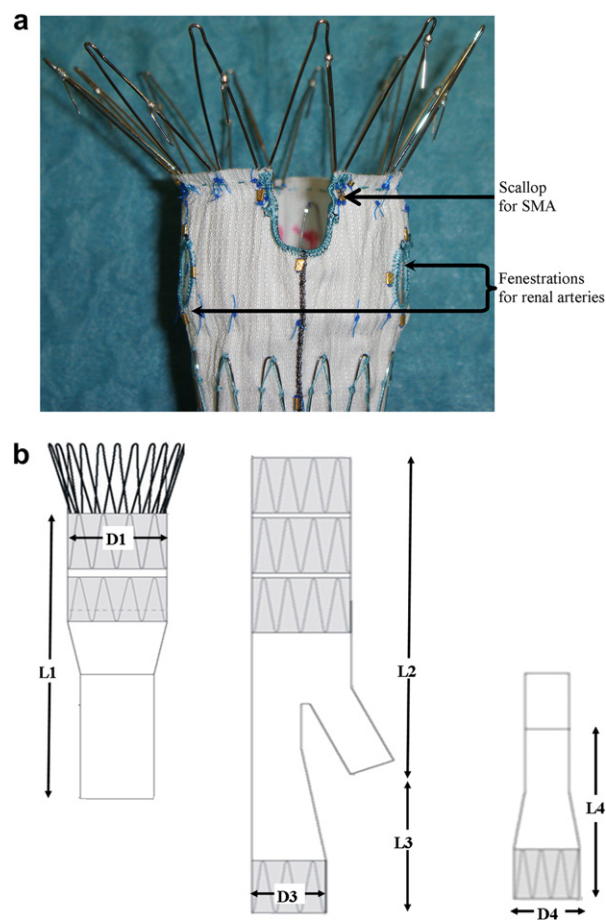 a
Scallop
for SMA
Fenestrations
for renal arteries
b
D1
L1
L2
L3
D3
L4
D4